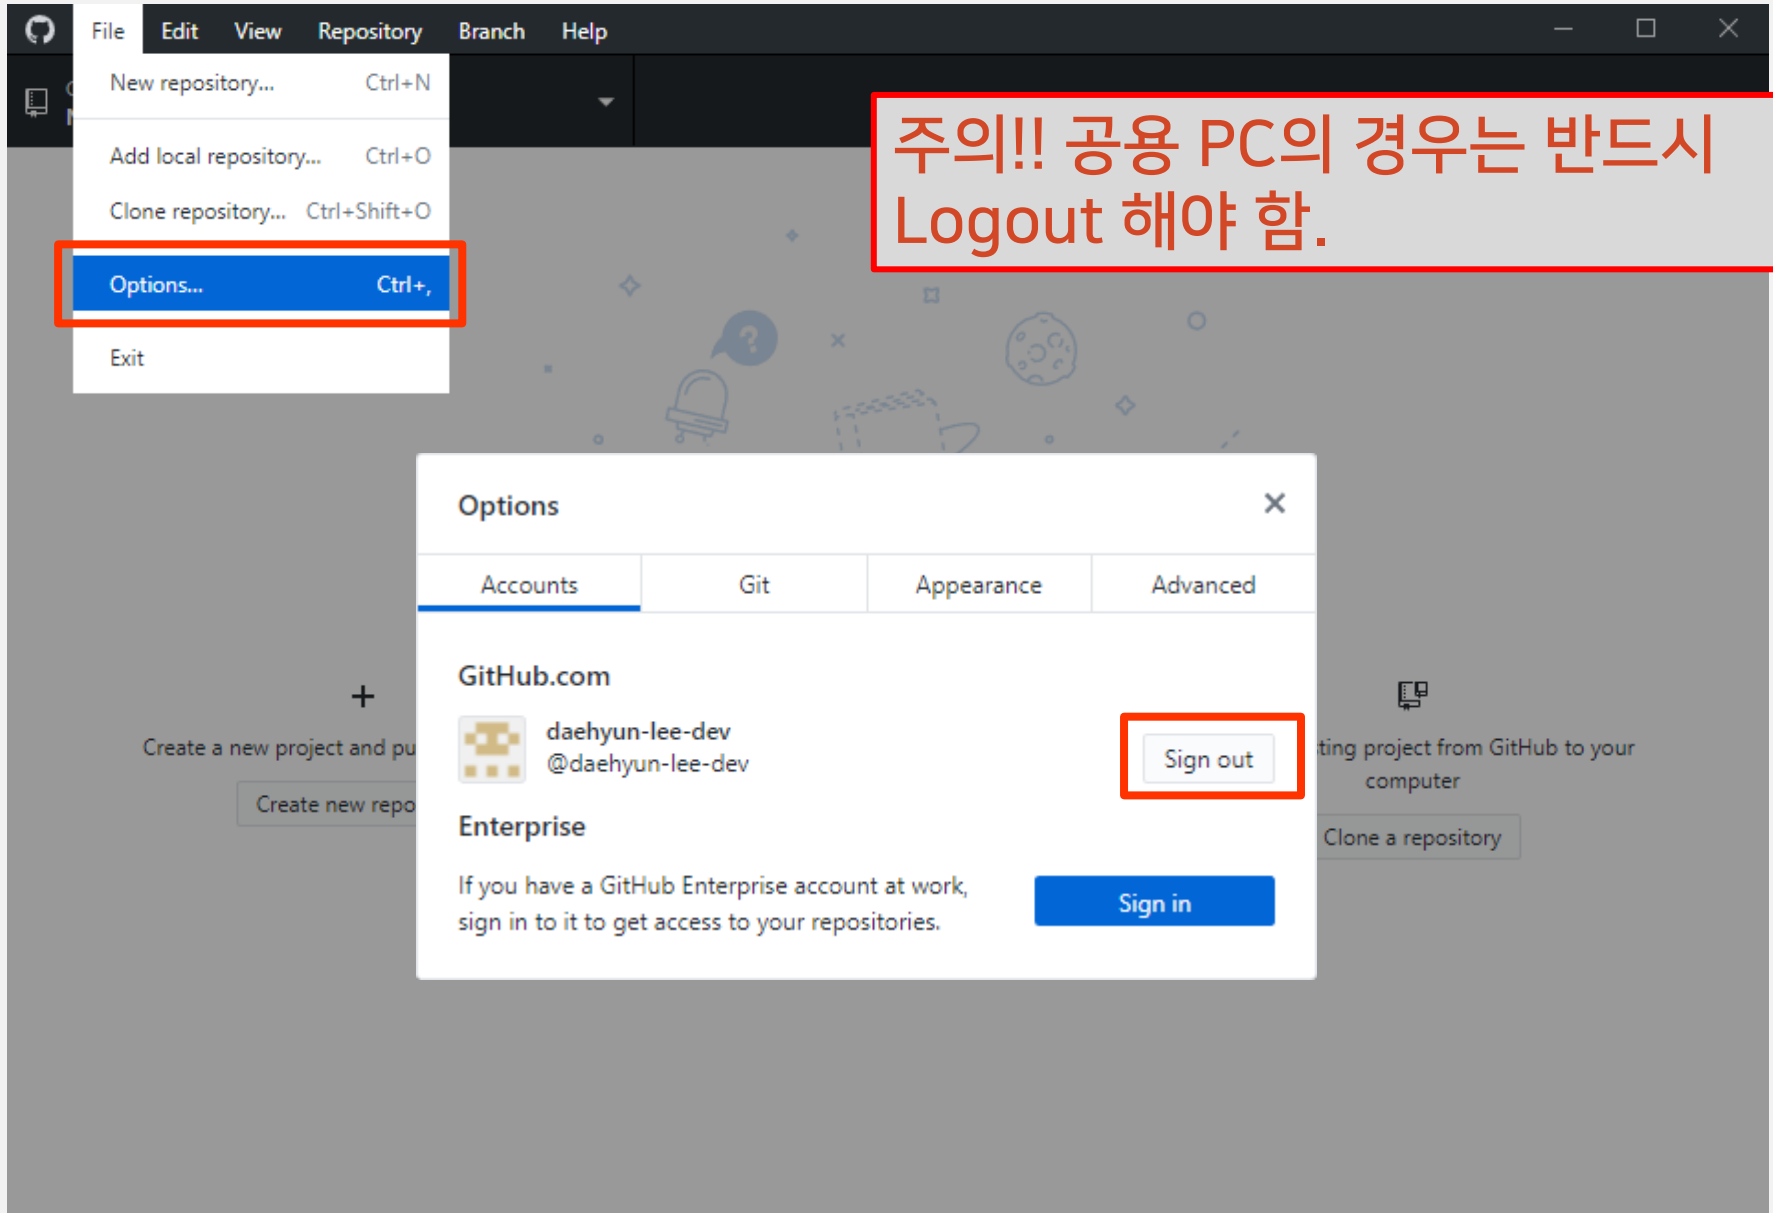 File Edit View Repository Branch Help
New repository... Ctrl+N
Add local repository... Ctrl+O
Clone repository... Ctrl+Shift+O
Options... Ctrl+,
Exit
주의!! 공용 PC의 경우는 반드시
Logout 해야 함.
Options
Accounts Git Appearance Advanced
GitHub.com
daehyun-lee-dev
@daehyun-lee-dev
Sign out
Enterprise
If you have a GitHub Enterprise account at work,
sign in to it to get access to your repositories.
Sign in
Create a new project and pu
Create new repo
ting project from GitHub to your
computer
Clone a repository